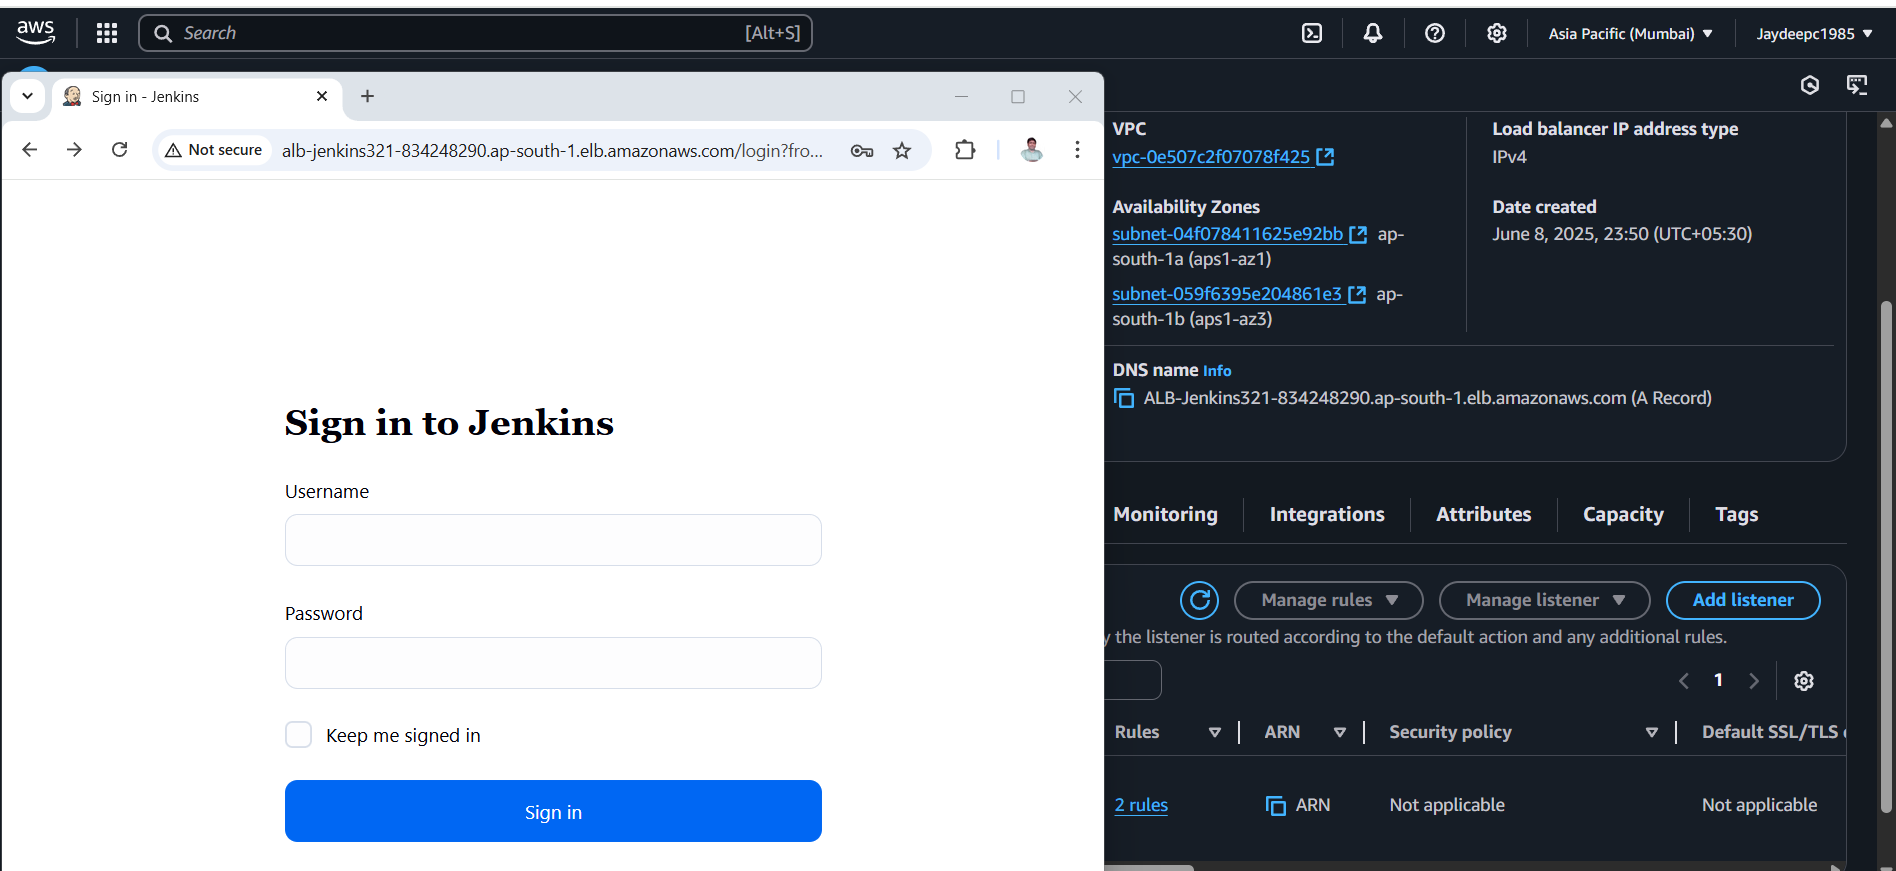 aws
Search
[Alt+S]
Asia Pacific (Mumbai)
Jaydeepc1985
Sign in - Jenkins
Not secure
alb-jenkins321-834248290.ap-south-1.elb.amazonaws.com/login?fro...
Sign in to Jenkins
Username
Password
Keep me signed in
Sign in
VPC
vpc-0e507c2f07078f425
Availability Zones
subnet-04f078411625e92bb ap-
south-1a (aps1-az1)
subnet-059f6395e204861e3 ap-
south-1b (aps1-az3)
Load balancer IP address type
IPv4
Date created
June 8, 2025, 23:50 (UTC+05:30)
DNS name Info
ALB-Jenkins321-834248290.ap-south-1.elb.amazonaws.com (A Record)
Monitoring
Integrations
Attributes
Capacity
Tags
Manage rules
Manage listener
Add listener
y the listener is routed according to the default action and any additional rules.
1
Rules
ARN
Security policy
Default SSL/TLS
2 rules
ARN
Not applicable
Not applicable